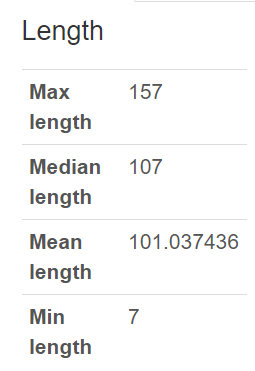 Length
Max length 157
Median length 107
Mean length 101.037436
Min length 7